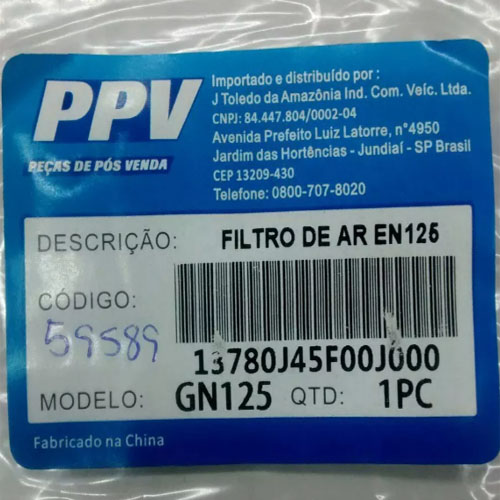 PPV
PEÇAS DE PÓS VENDA
Importado e distribuído por :
J Toledo da Amazônia Ind. Com. Veíc. Ltda.
CNPJ: 84.447.804/0002-04
Avenida Prefeito Luiz Latorre, n°4950
Jardim das Hortências - Jundiaí - SP Brasil
CEP 13209-430
Telefone: 0800-707-8020
DESCRIÇÃO: FILTRO DE AR EN125
CÓDIGO:
59589
13780J45F00J000
MODELO: GN125 QTD: 1PC
Fabricado na China